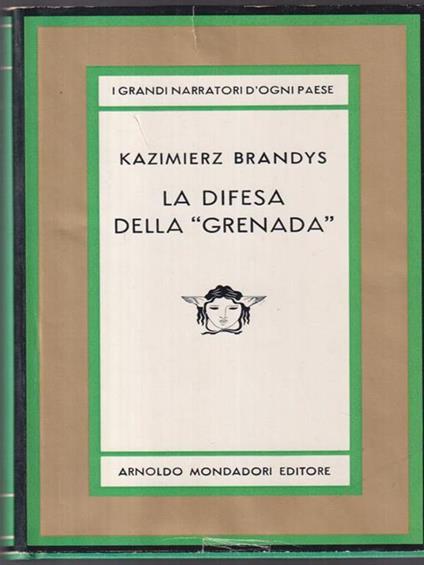 I GRANDI NARRATORI D'OGNI PAESE
KAZIMIERZ BRANDYS
LA DIFESA
DELLA "GRENADA"
ARNOLDO MONDADORI EDITORE